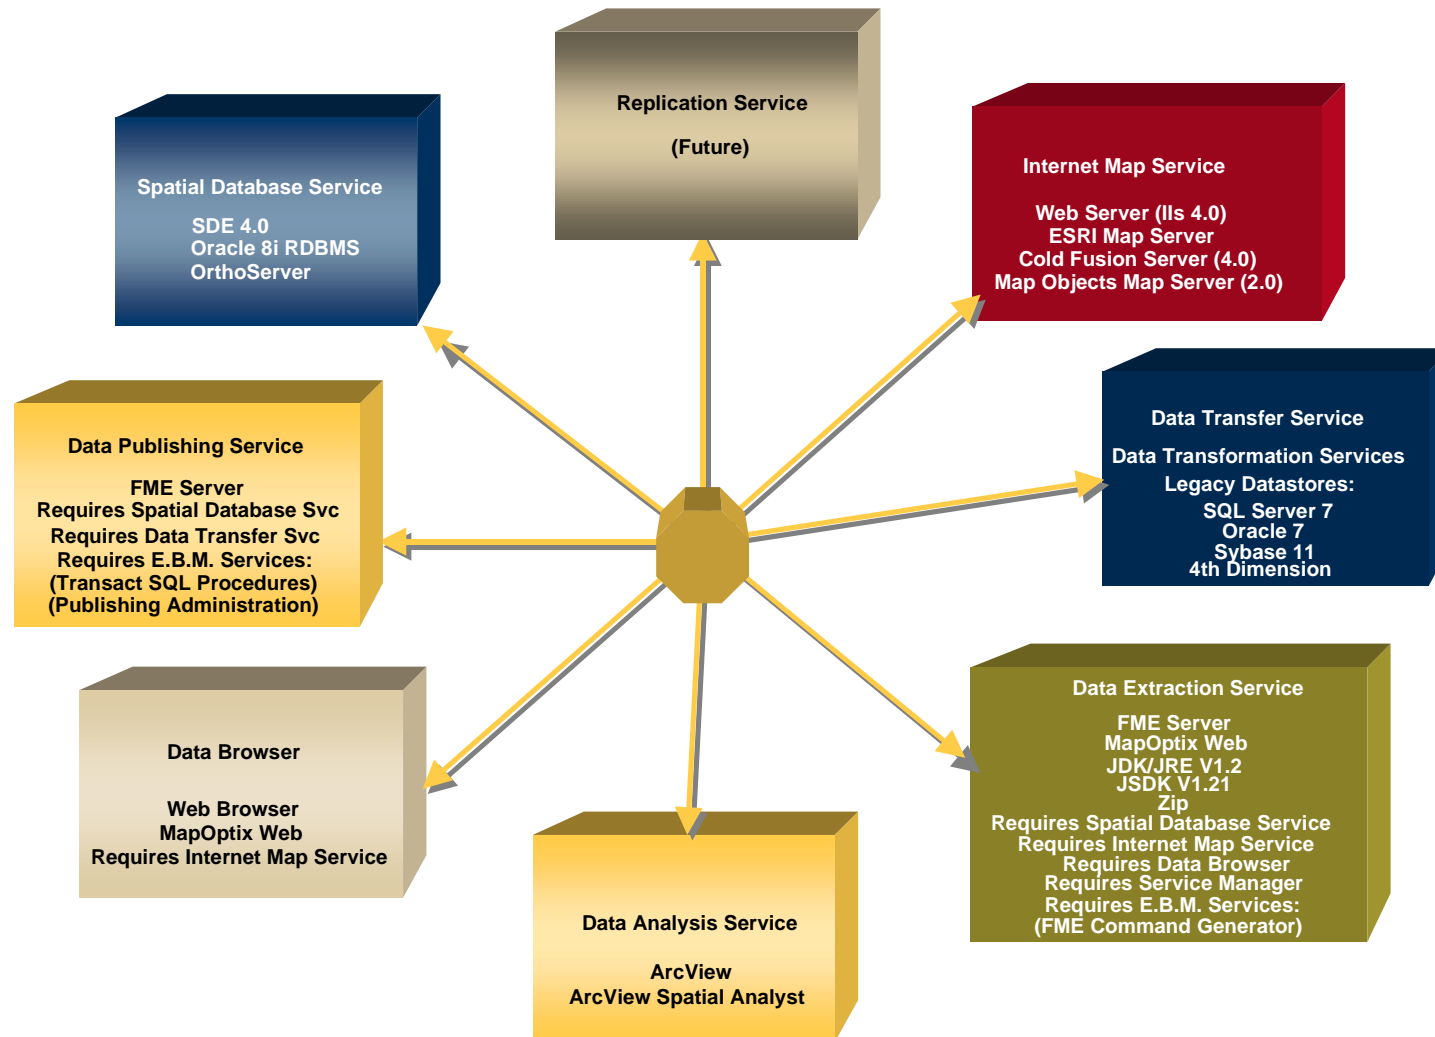 Replication Service
(Future)
Spatial Database Service
SDE 4.0
Oracle 8i RDBMS
OrthoServer
Internet Map Service
Web Server (IIs 4.0)
ESRI Map Server
Cold Fusion Server (4.0)
Map Objects Map Server (2.0)
Data Publishing Service
FME Server
Requires Spatial Database Svc
Requires Data Transfer Svc
Requires E.B.M. Services:
(Transact SQL Procedures)
(Publishing Administration)
Data Transfer Service
Data Transformation Services
Legacy Datastores:
SQL Server 7
Oracle 7
Sybase 11
4th Dimension
Data Browser
Web Browser
MapOptix Web
Requires Internet Map Service
Data Analysis Service
ArcView
ArcView Spatial Analyst
Data Extraction Service
FME Server
MapOptix Web
JDK/JRE V1.2
JSDK V1.21
Zip
Requires Spatial Database Service
Requires Internet Map Service
Requires Data Browser
Requires Service Manager
Requires E.B.M. Services:
(FME Command Generator)